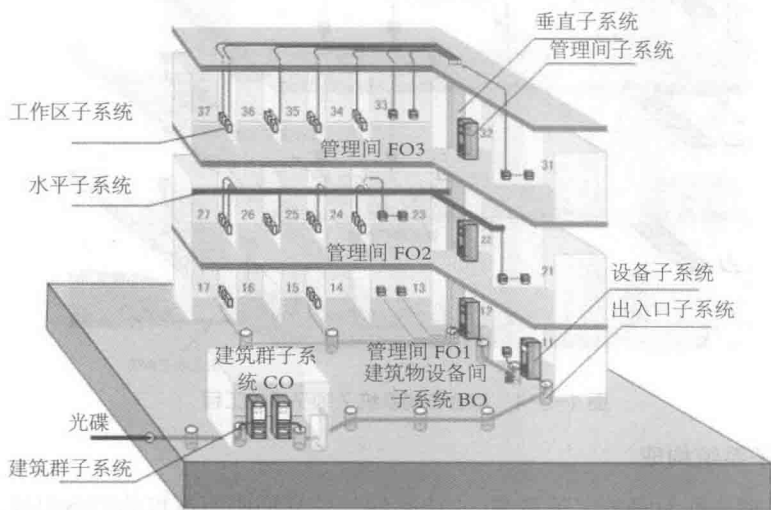 垂直子系统
管理间子系统
工作区子系统
37 36 35 34 33
32
31
管理间 FO3
水平子系统
27 26 25 24 23
22
21
管理间 FO2
设备子系统
17 16 15 14 13
12
11
出入口子系统
管理间 FO1
建筑物设备间
子系统 BO
建筑群子系
统 CO
光碟
建筑群子系统